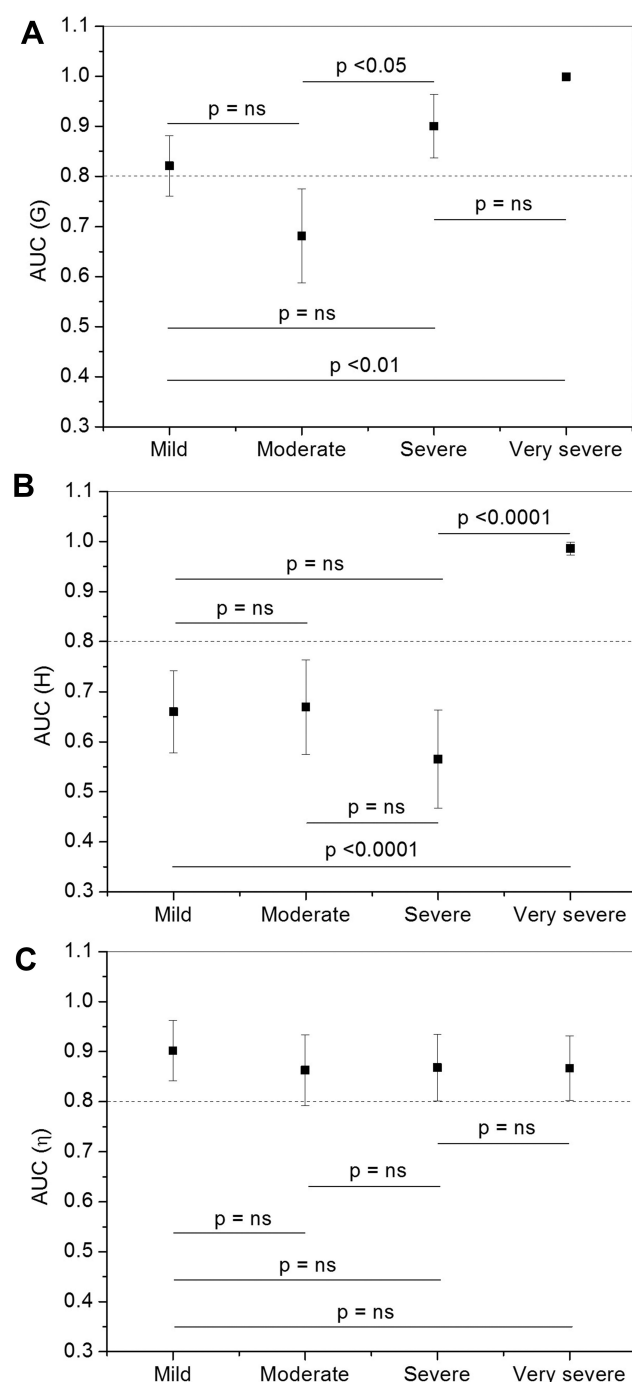 A
1.1
p <0.05
1.0
p = ns
0.9
0.8
p = ns
0.7
AUC (G)
0.6
p = ns
0.5
p <0.01
0.4
0.3
Mild Moderate Severe Very severe
B
1.1
p <0.0001
1.0
p = ns
0.9
p = ns
0.8
0.7
AUC (H)
0.6
p = ns
0.5
p <0.0001
0.4
0.3
Mild Moderate Severe Very severe
C
1.1
1.0
0.9
0.8
p = ns
0.7
AUC (η)
p = ns
0.6
p = ns
0.5
p = ns
0.4
p = ns
0.3
Mild Moderate Severe Very severe